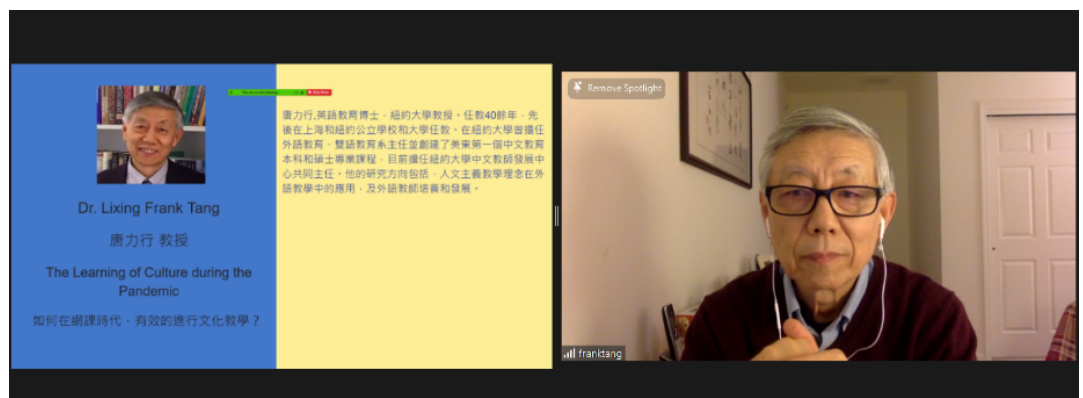 Dr. Lixing Frank Tang
唐力行 教授
The Learning of Culture during the
Pandemic
如何在網課時代，有效的進行文化教學？
唐力行,英語教育博士，紐約大學教授。任教40餘年，先
後在上海和紐約公立學校和大學任教。在紐約大學曾擔任
外語教育、雙語教育系主任並創建了美東第一個中文教育
本科和碩士專業課程，目前擔任紐約大學中文教師發展中
心共同主任。他的研究方向包括，人文主義教學理念在外
語教學中的應用，及外語教師培養和發展。
Remove Spotlight
franktang